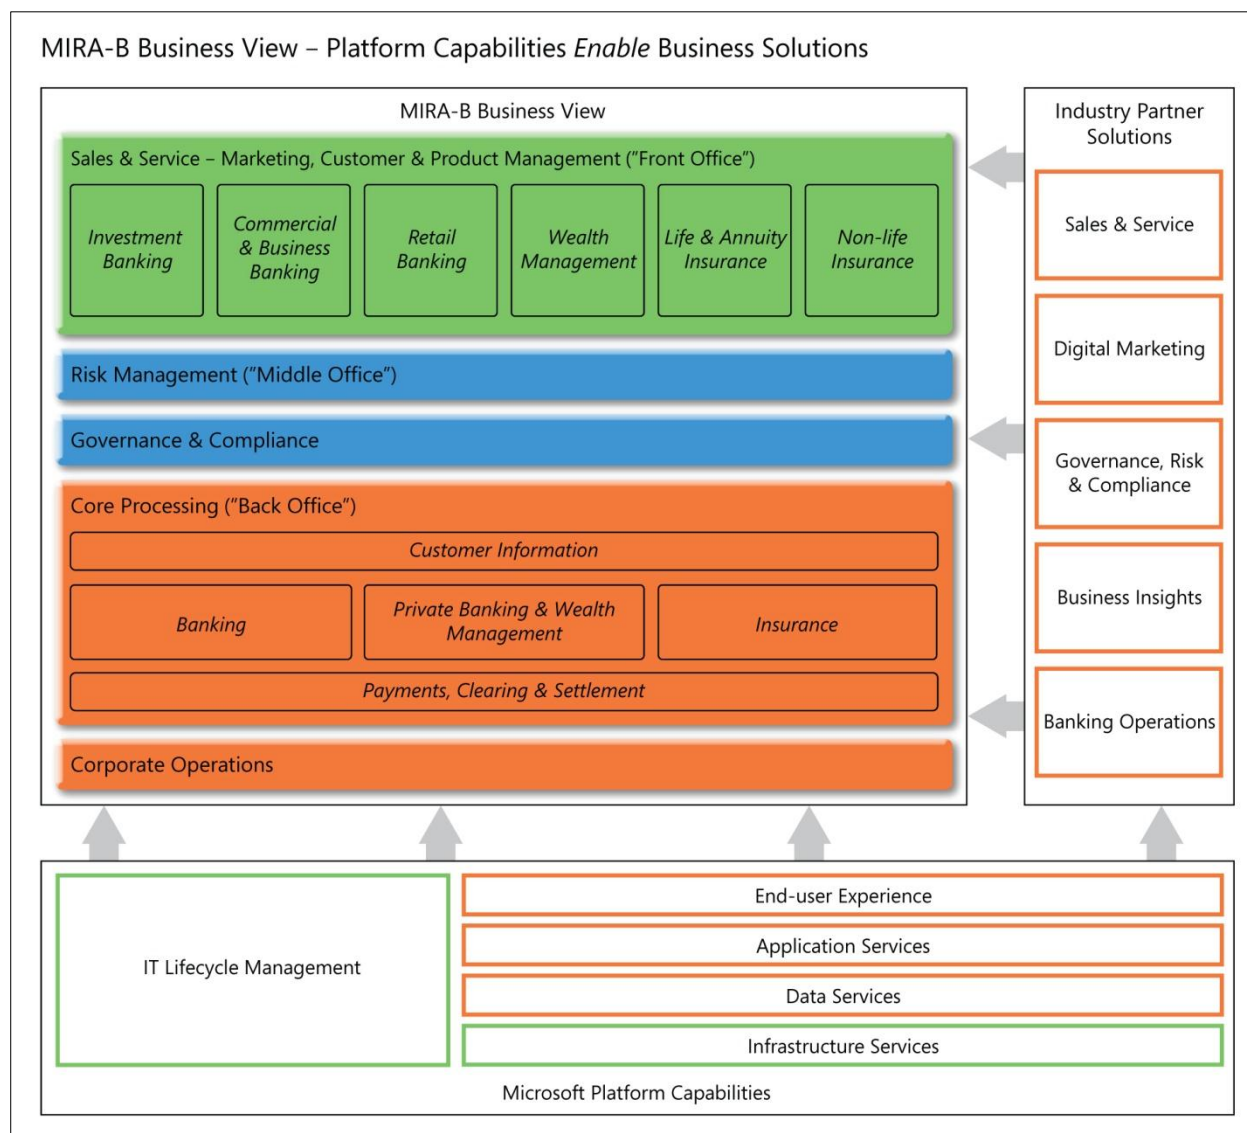 MIRA-B Business View – Platform Capabilities Enable Business Solutions
MIRA-B Business View
Sales & Service – Marketing, Customer & Product Management ("Front Office")
Investment
Banking
Commercial
& Business
Banking
Retail
Banking
Wealth
Management
Life & Annuity
Insurance
Non-life
Insurance
Risk Management ("Middle Office")
Governance & Compliance
Core Processing ("Back Office")
Customer Information
Banking
Private Banking & Wealth
Management
Insurance
Payments, Clearing & Settlement
Corporate Operations
Industry Partner
Solutions
Sales & Service
Digital Marketing
Governance, Risk
& Compliance
Business Insights
Banking Operations
IT Lifecycle Management
End-user Experience
Application Services
Data Services
Infrastructure Services
Microsoft Platform Capabilities